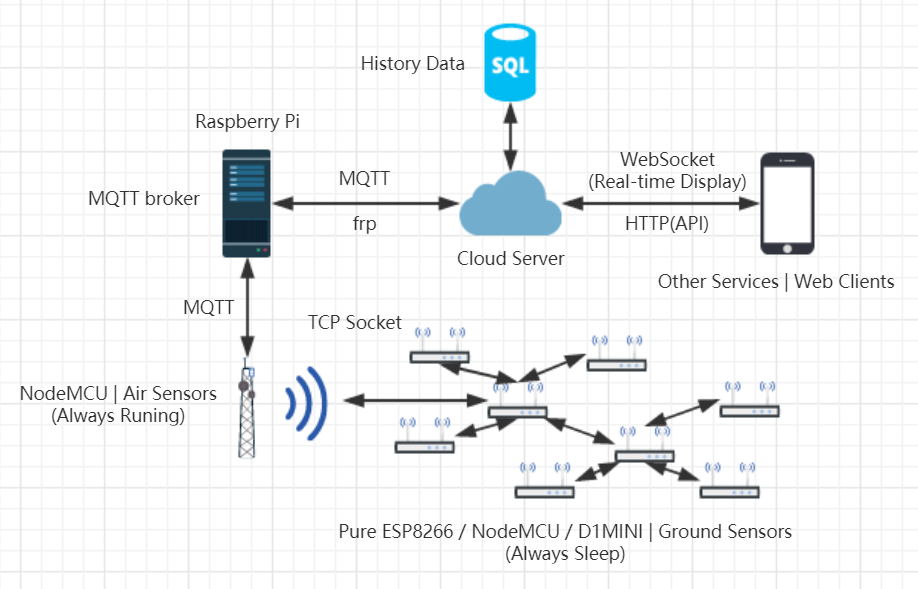 History Data
SQL
Raspberry Pi
MQTT broker
MQTT
frp
WebSocket
(Real-time Display)
HTTP(API)
Cloud Server
Other Services | Web Clients
MQTT
TCP Socket
NodeMCU | Air Sensors
(Always Runing)
Pure ESP8266 / NodeMCU / D1MINI | Ground Sensors
(Always Sleep)